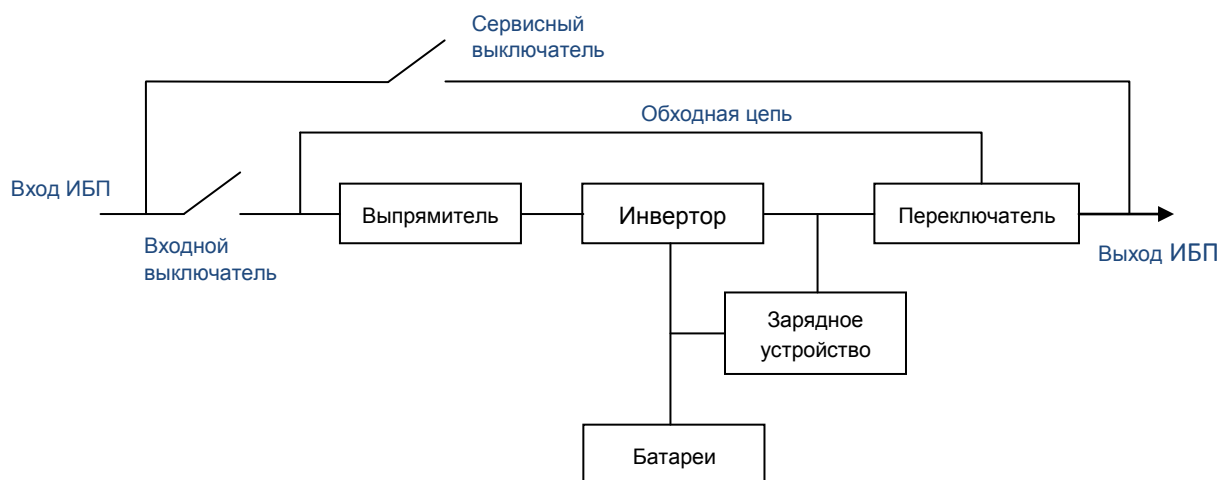 Сервисный
выключатель
Обходная цепь
Вход ИБП
Выпрямитель
Инвертор
Переключатель
Входной
выключатель
Выход ИБП
Зарядное
устройство
Батареи